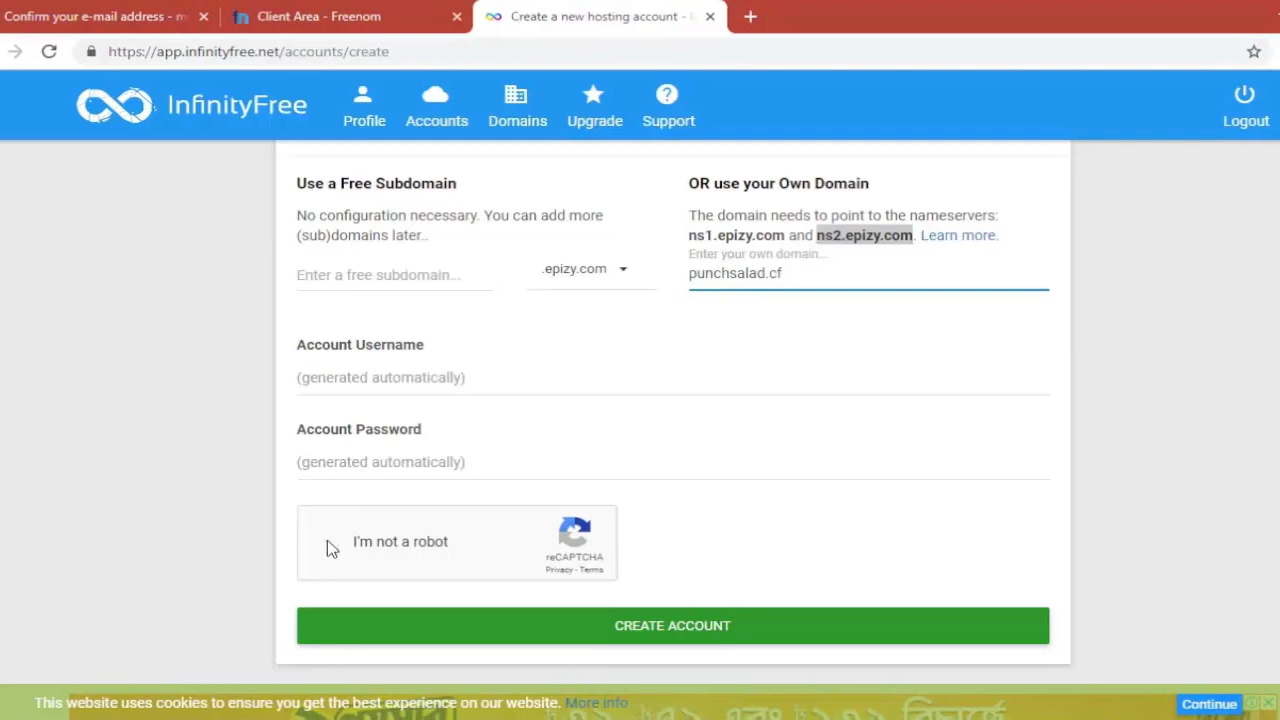 Confirm your e-mail address - m
Client Area - Freenom
Create a new hosting account -
https://app.infinityfree.net/accounts/create
InfinityFree
Profile
Accounts
Domains
Upgrade
Support
Logout
Use a Free Subdomain
No configuration necessary. You can add more
(sub)domains later..
Enter a free subdomain...
.epizy.com
OR use your Own Domain
The domain needs to point to the nameservers:
ns1.epizy.com and ns2.epizy.com. Learn more.
Enter your own domain...
punchsalad.cf
Account Username
(generated automatically)
Account Password
(generated automatically)
I'm not a robot
reCAPTCHA
Privacy - Terms
CREATE ACCOUNT
This website uses cookies to ensure you get the best experience on our website. More info
Continue